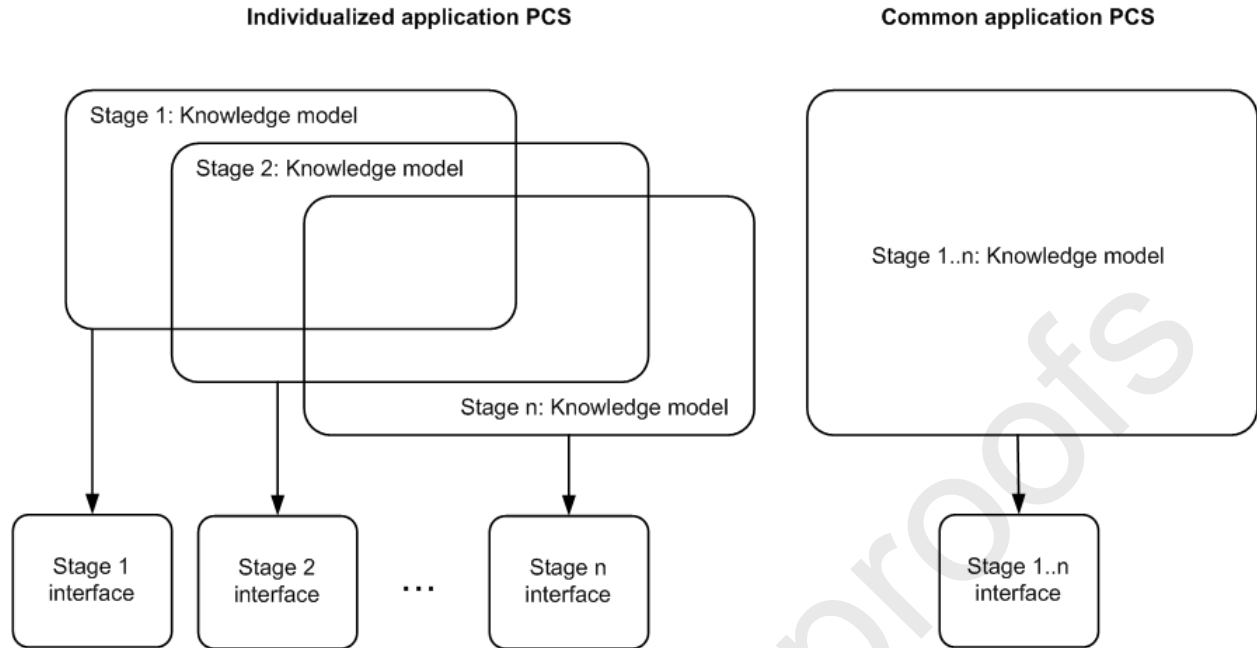 Individualized application PCS
Common application PCS
Stage 1: Knowledge model
Stage 2: Knowledge model
Stage n: Knowledge model
Stage 1..n: Knowledge model
Stage 1
interface
Stage 2
interface
...
Stage n
interface
Stage 1..n
interface
proofs